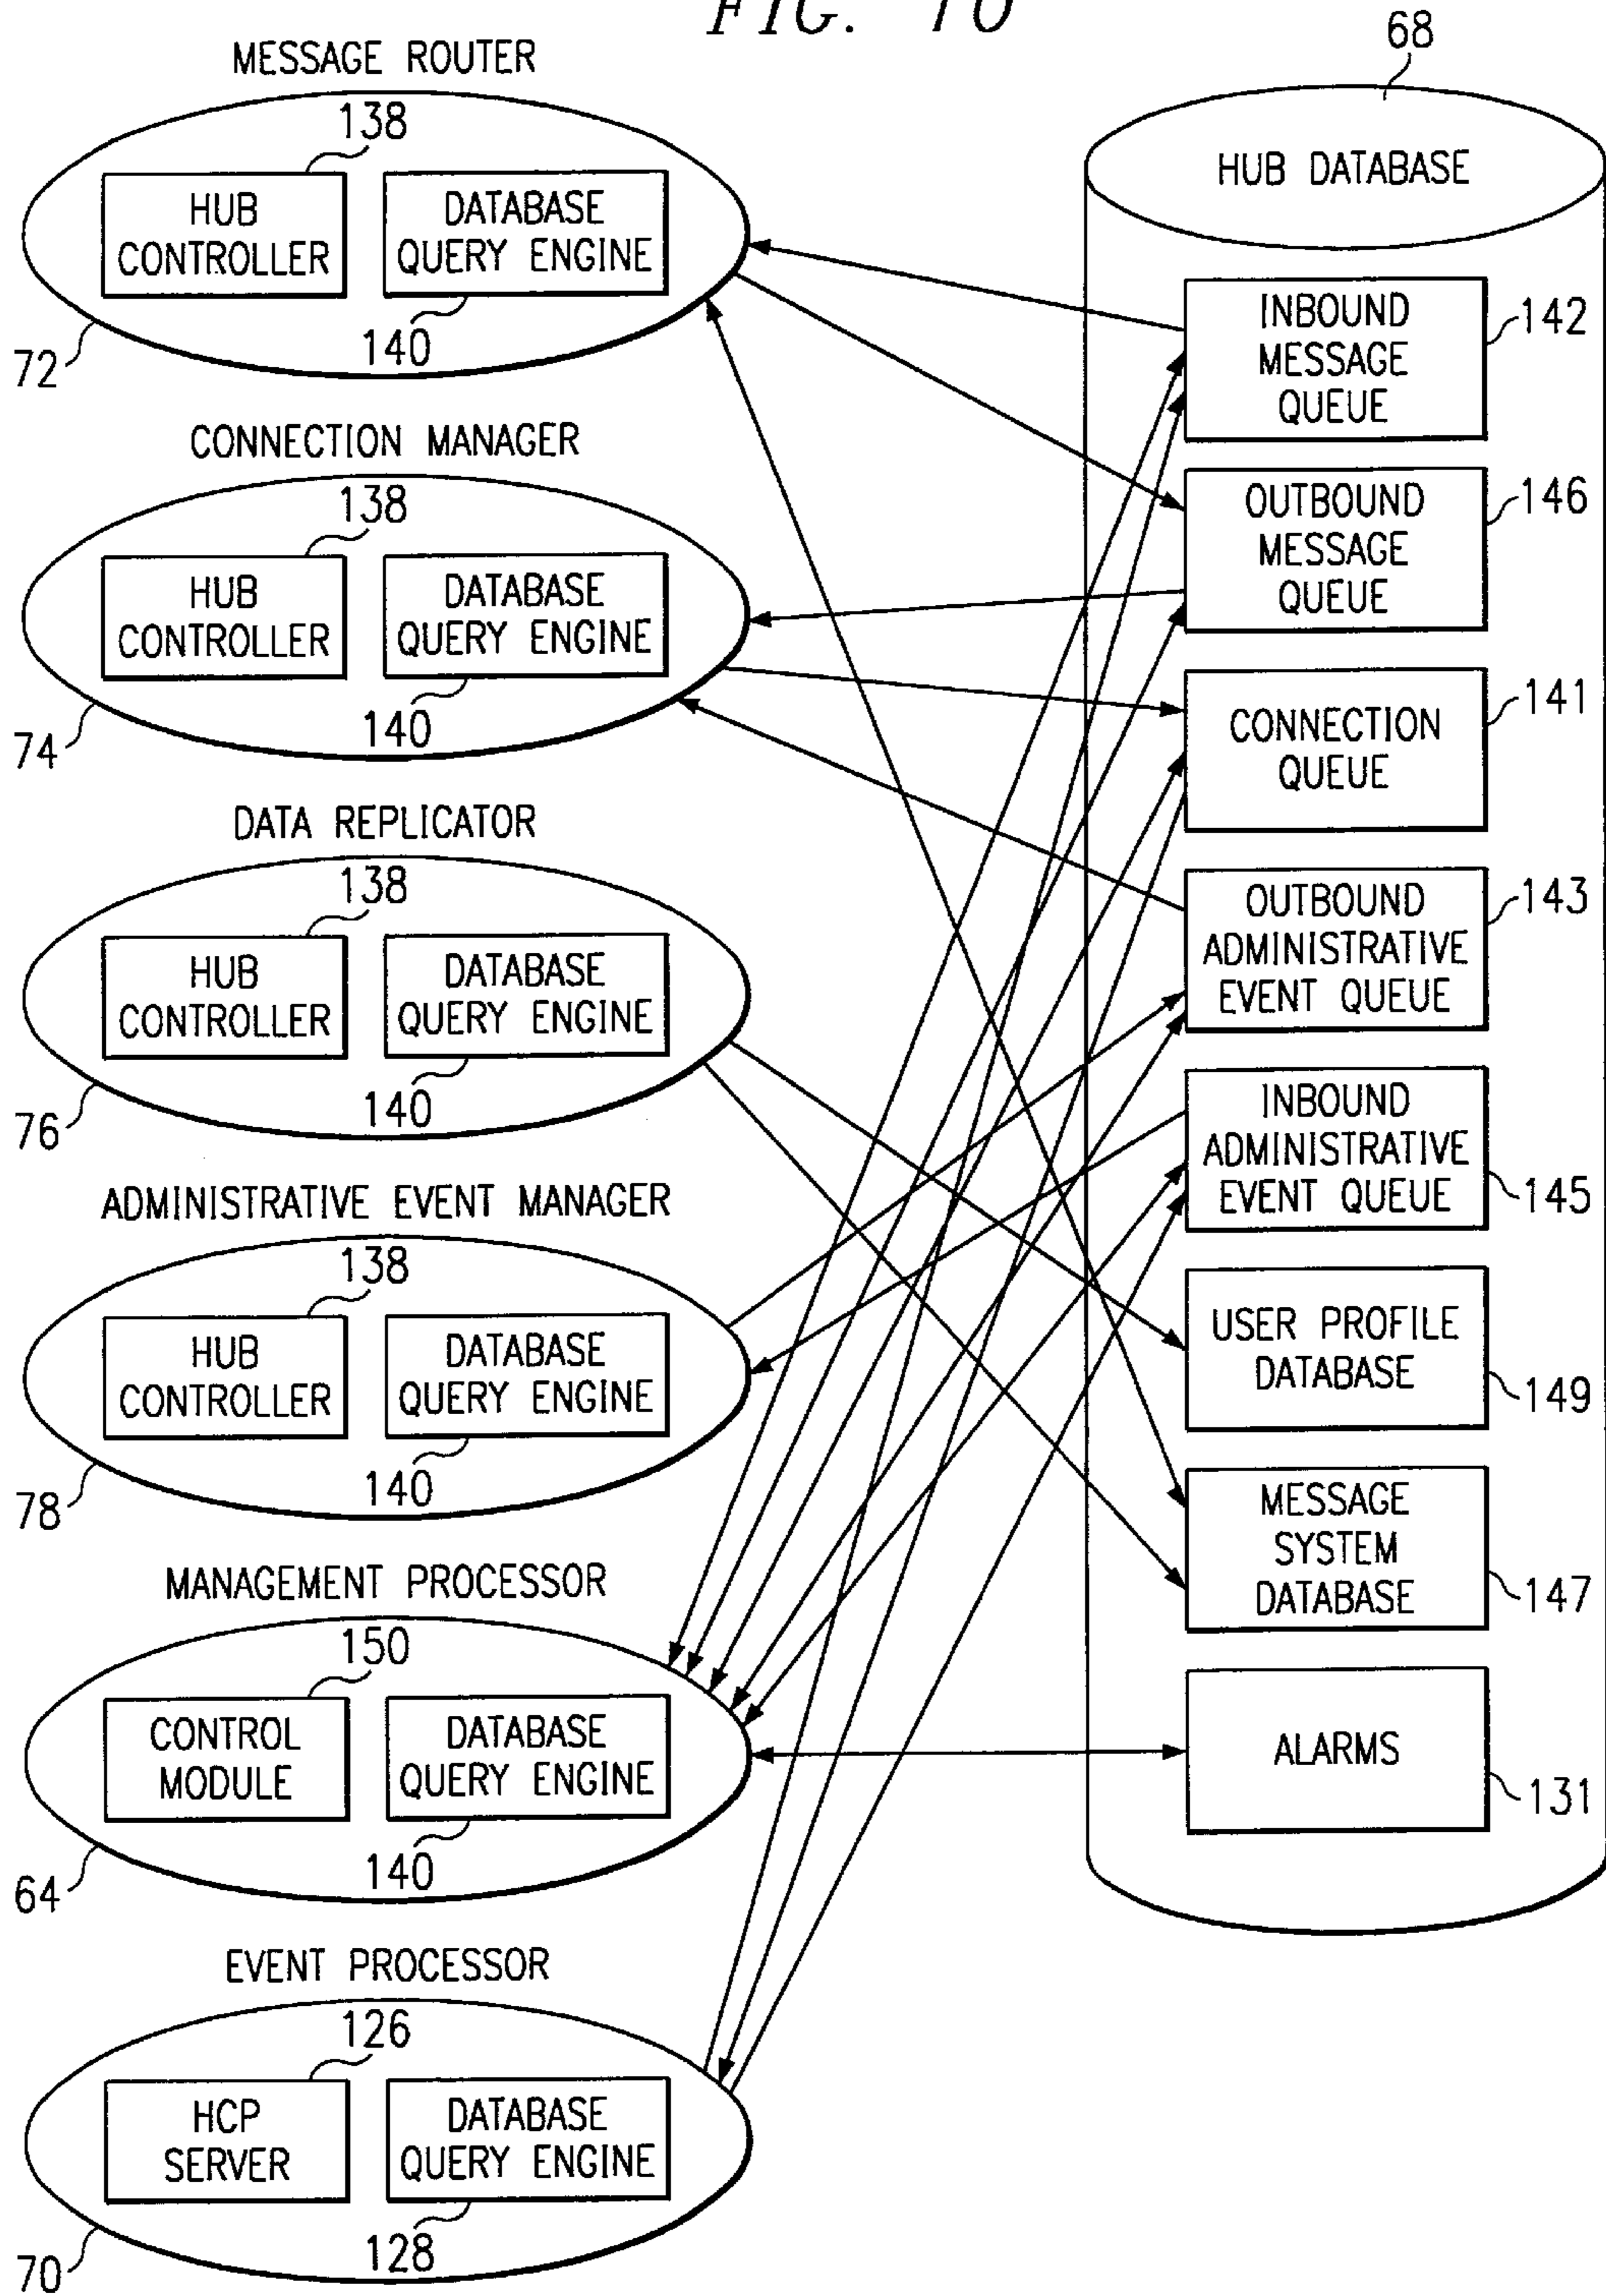 FIG. 10
MESSAGE ROUTER
138
HUB
CONTROLLER
DATABASE
QUERY ENGINE
140
72
CONNECTION MANAGER
138
HUB
CONTROLLER
DATABASE
QUERY ENGINE
140
74
DATA REPLICATOR
138
HUB
CONTROLLER
DATABASE
QUERY ENGINE
140
76
ADMINISTRATIVE EVENT MANAGER
138
HUB
CONTROLLER
DATABASE
QUERY ENGINE
140
78
MANAGEMENT PROCESSOR
150
CONTROL
MODULE
DATABASE
QUERY ENGINE
140
64
EVENT PROCESSOR
126
HCP
SERVER
DATABASE
QUERY ENGINE
128
70
68
HUB DATABASE
INBOUND
MESSAGE
QUEUE
142
OUTBOUND
MESSAGE
QUEUE
146
CONNECTION
QUEUE
141
OUTBOUND
ADMINISTRATIVE
EVENT QUEUE
143
INBOUND
ADMINISTRATIVE
EVENT QUEUE
145
USER PROFILE
DATABASE
149
MESSAGE
SYSTEM
DATABASE
147
ALARMS
131